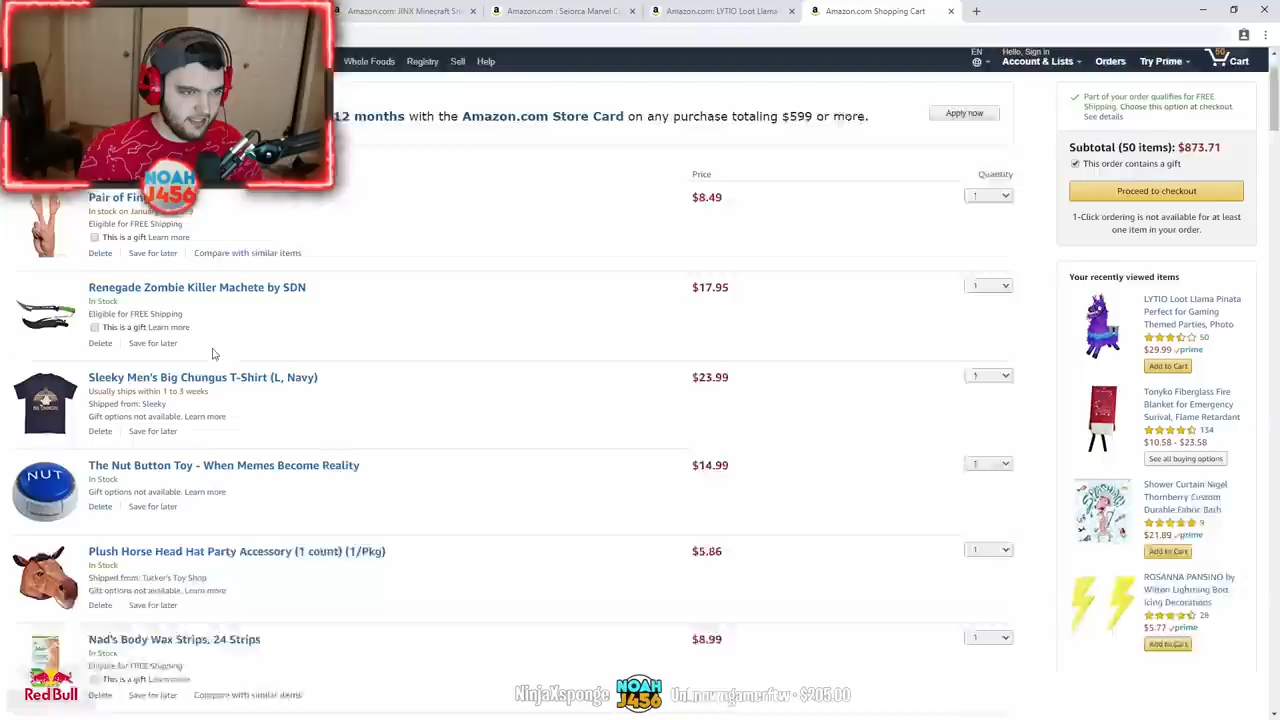 Amazon.com: JINX Minecraft Sn
Amazon.com : Seiorca Marvel C
Amazon.com: LYTIO Loot Llama
Amazon.com Shopping Cart
Whole Foods Registry Sell Help
EN
Hello, Sign in
Account & Lists
Orders
Try Prime
50
Cart
12 months with the Amazon.com Store Card on any purchase totaling $599 or more.
Apply now
Part of your order qualifies for FREE
Shipping. Choose this option at checkout.
See details
Subtotal (50 items): $873.71
This order contains a gift
Proceed to checkout
1-Click ordering is not available for at least
one item in your order.
NOAH
J456
Price
Quantity
Pair of Fin
$8.49
1
In stock on
Eligible for FREE Shipping
This is a gift Learn more
Delete
Save for later
Compare with similar items
Renegade Zombie Killer Machete by SDN
$17.95
1
In Stock
Eligible for FREE Shipping
This is a gift Learn more
Delete
Save for later
Sleeky Men's Big Chungus T-Shirt (L, Navy)
$23.99
1
Usually ships within 1 to 3 weeks
Shipped from: Sleeky
Gift options not available. Learn more
Delete
Save for later
NUT
The Nut Button Toy - When Memes Become Reality
$14.99
1
In Stock
Gift options not available. Learn more
Delete
Save for later
Plush Horse Head Hat Party Accessory (1 count) (1/Pkg)
$5.86
1
In Stock
Shipped from: Tucker's Toy Shop
Gift options not available. Learn more
Delete
Save for later
Nad's Body Wax Strips, 24 Strips
$8.99
1
In Stock
Eligible for FREE Shipping
This is a gift Learn more
Delete
Save for later
Compare with similar items
Your recently viewed items
LYTIO Loot Llama Pinata
Perfect for Gaming
Themed Parties, Photo
50
$29.99 prime
Add to Cart
Tonyko Fiberglass Fire
Blanket for Emergency
Surival, Flame Retardant
134
$10.58 - $23.58
See all buying options
Shower Curtain Nigel
Thornberry Custom
Durable Fabric Bath
9
$21.89 prime
Add to Cart
ROSANNA PANSINO by
Wilton Lightning Bolt
Icing Decorations
28
$5.77 prime
Add to Cart
Red Bull
NinjaXsponge
NOAH
J456
$205.00